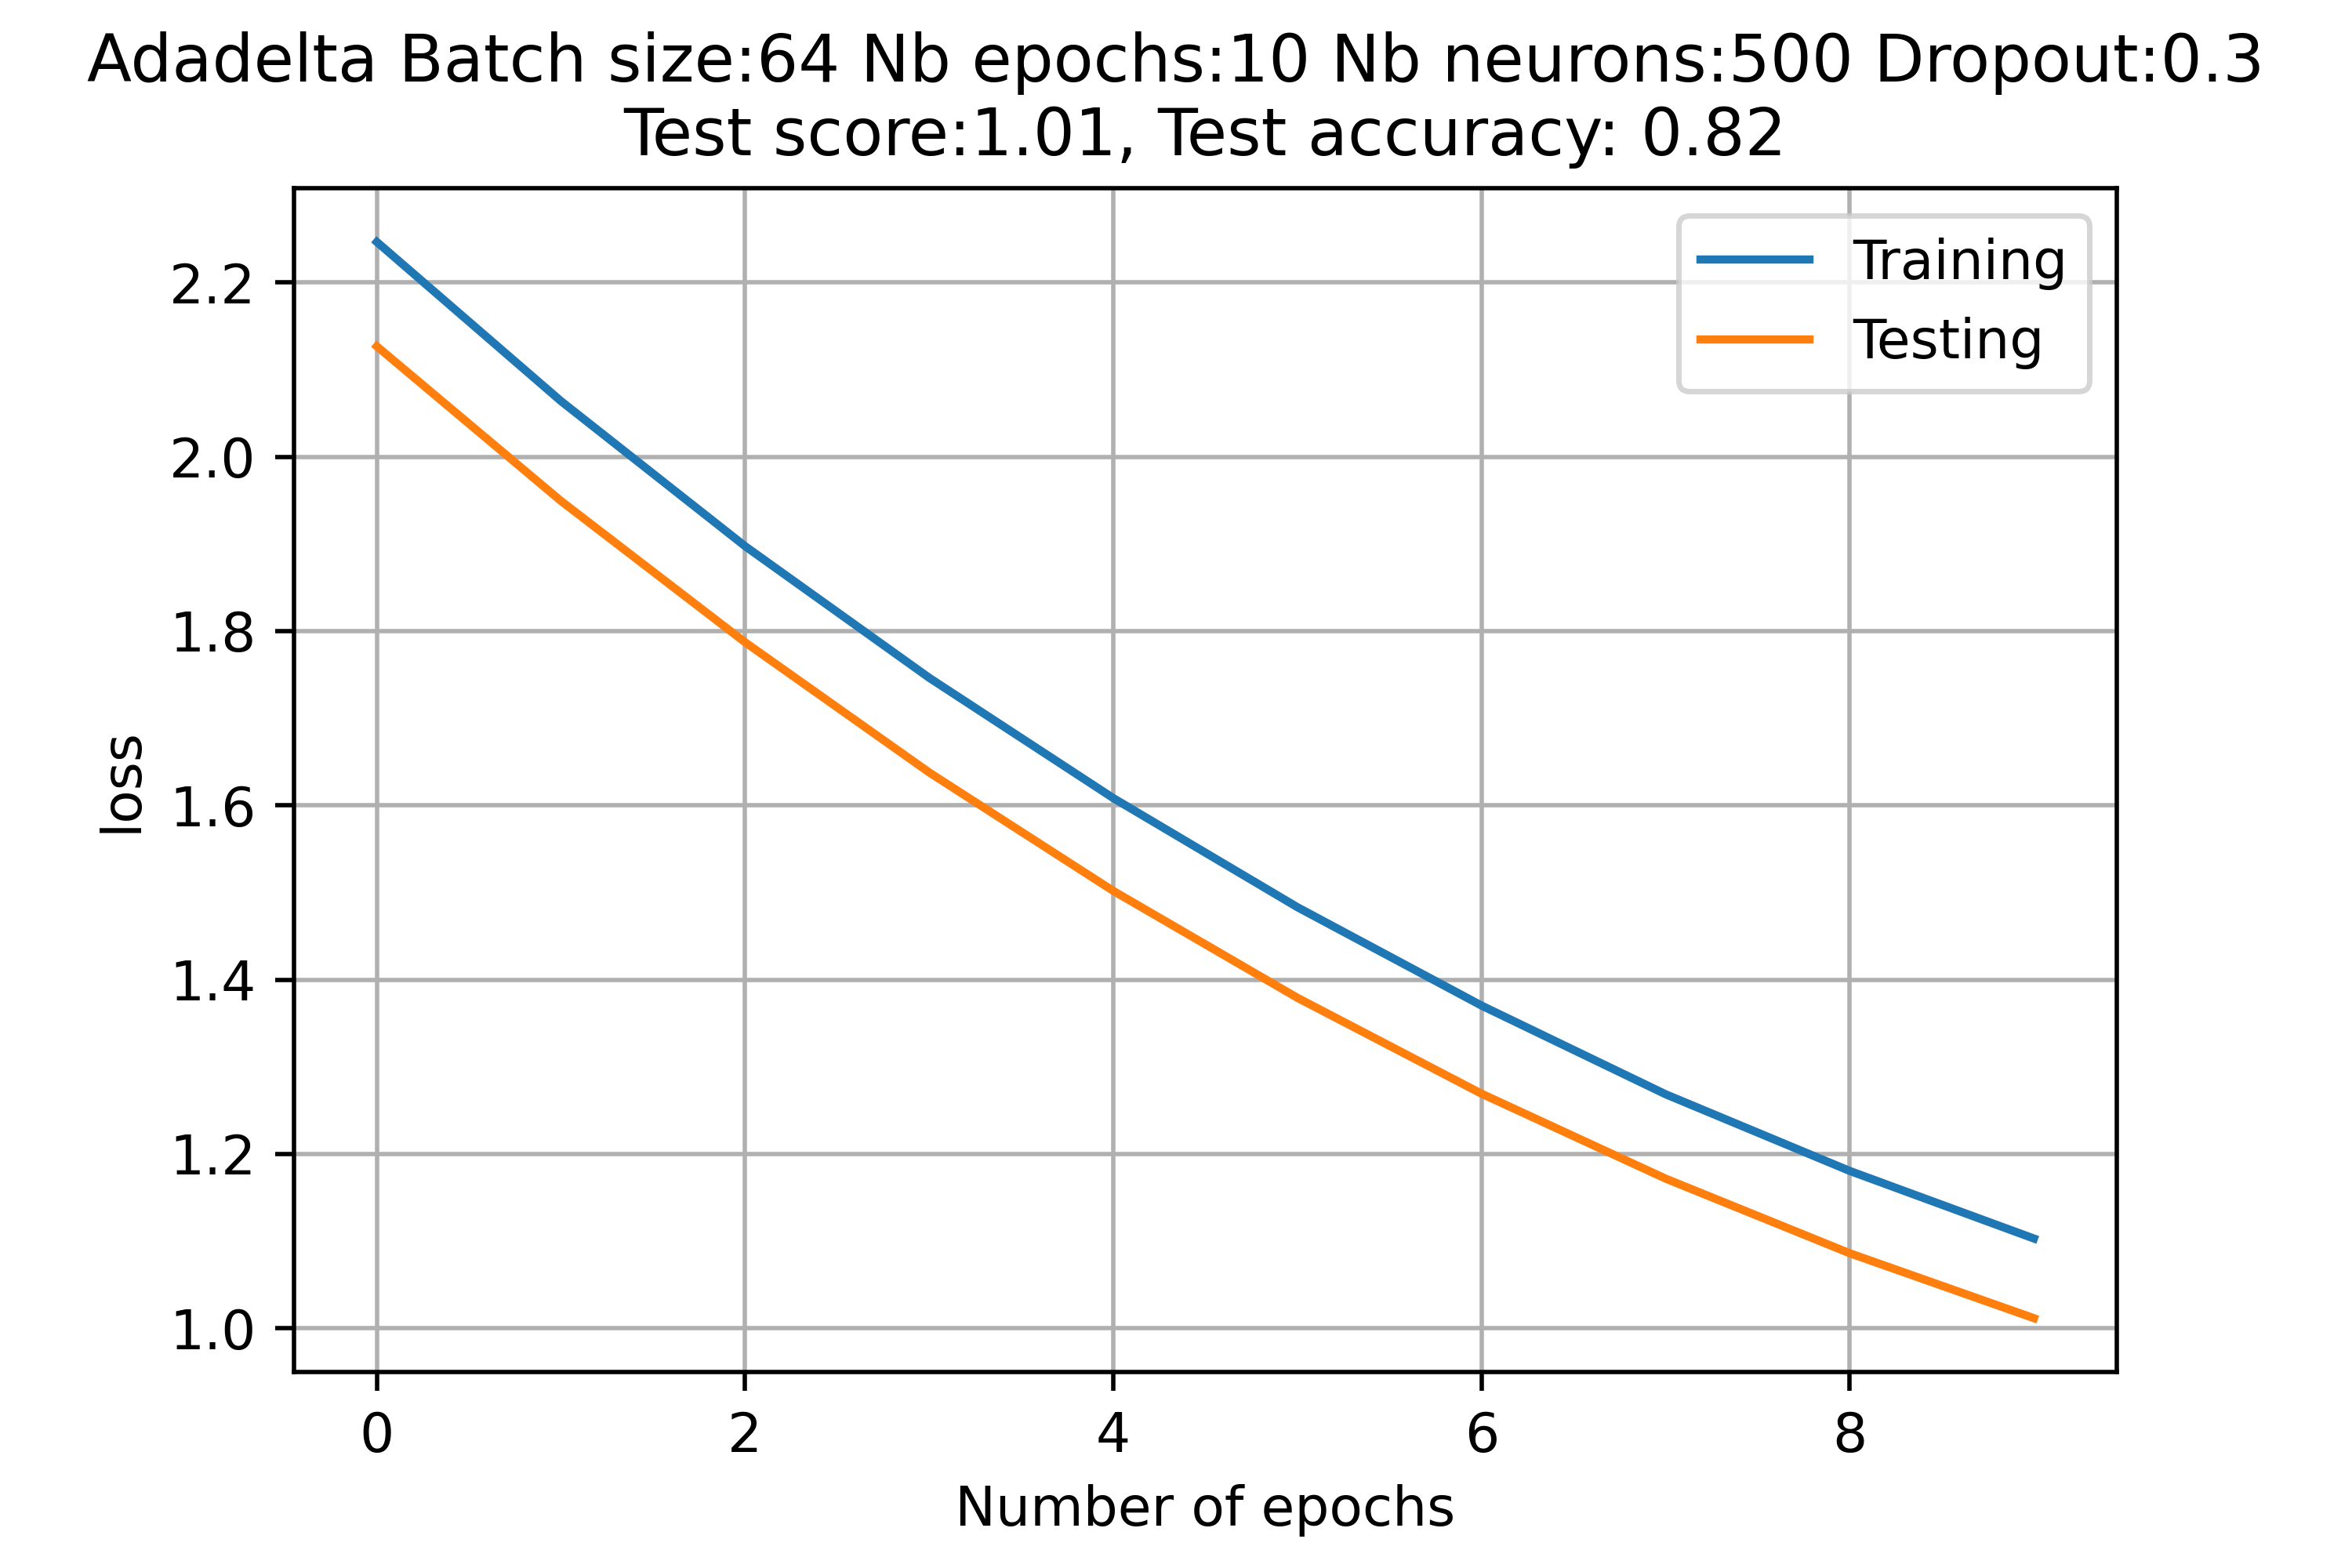 Adadelta Batch size:64 Nb epochs:10 Nb neurons:500 Dropout:0.3
Test score:1.01, Test accuracy: 0.82
Training
Testing
2.2
2.0
1.8
1.6
1.4
1.2
1.0
loss
0 2 4 6 8
Number of epochs